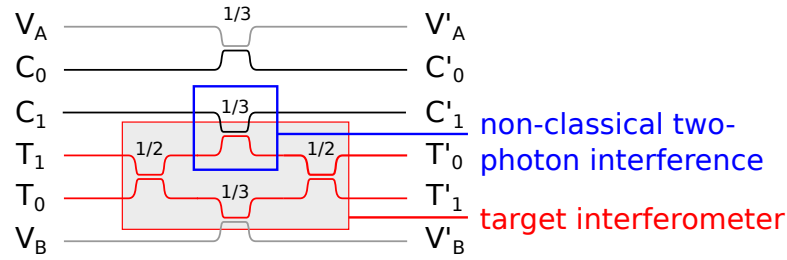 1/3
V_A V'_A
C_0 C'_0
C_1 1/3 C'_1
non-classical two-
photon interference
T_1 1/2 1/2 T'_0
T_0 1/3 T'_1
target interferometer
V_B V'_B